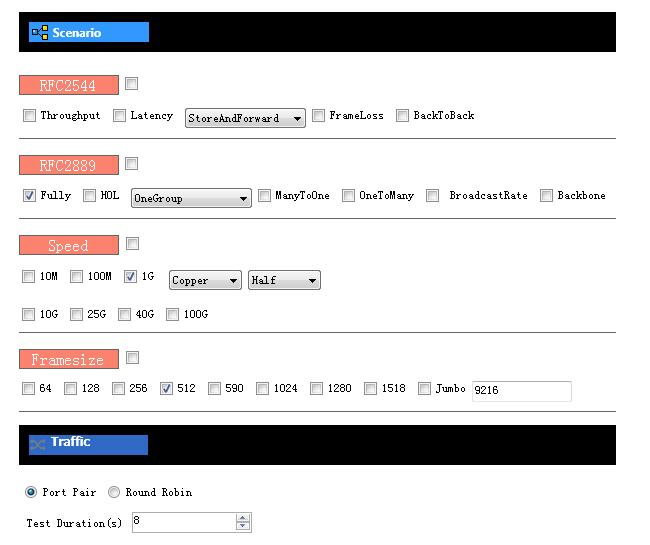 Scenario
RFC2544
Throughput Latency StoreAndForward FrameLoss BackToBack
RFC2889
Fully HOL OneGroup ManyToOne OneToMany BroadcastRate Backbone
Speed
10M 100M 1G Copper Half
10G 25G 40G 100G
Framesize
64 128 256 512 590 1024 1280 1518 Jumbo 9216
Traffic
Port Pair Round Robin
Test Duration(s) 8